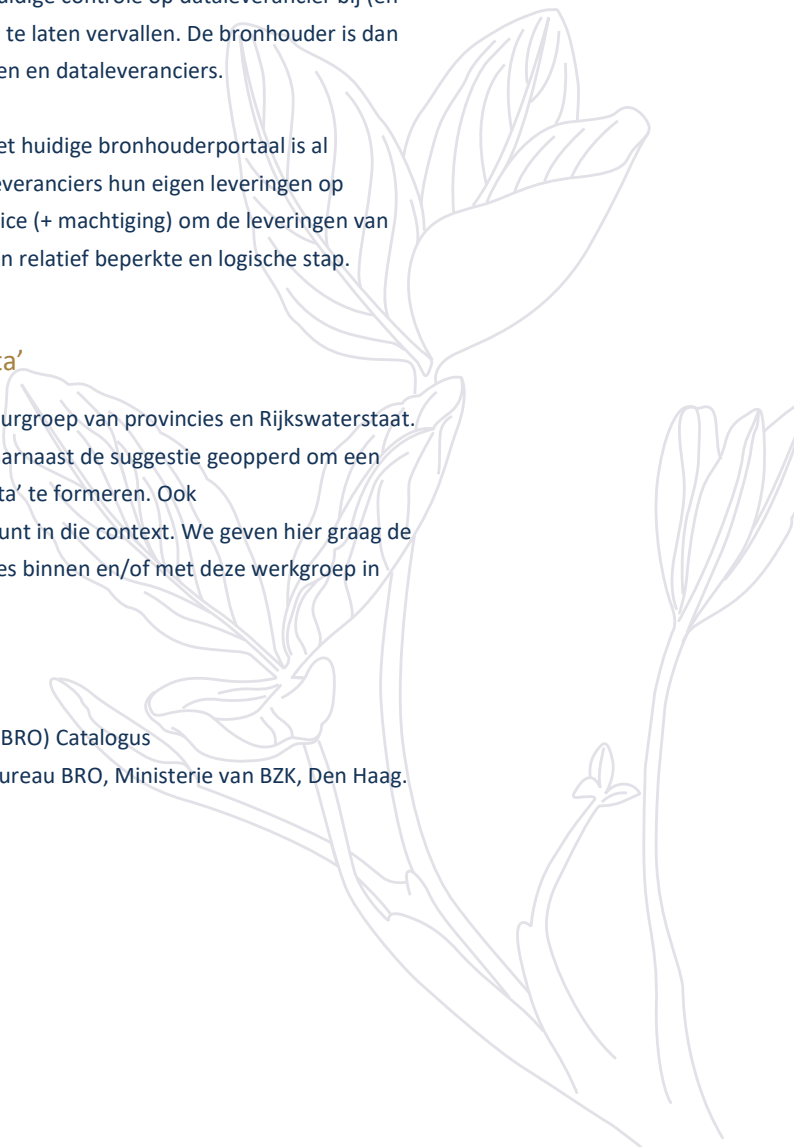 huidige controle op dataleverancier bij (en
te laten vervallen. De bronhouder is dan
en en dataleveranciers.
et huidige bronhouderportaal is al
everanciers hun eigen leveringen op
ice (+ machtiging) om de leveringen van
n relatief beperkte en logische stap.
ta’
urgroep van provincies en Rijkswaterstaat.
arnaast de suggestie geopperd om een
ta’ te formeren. Ook
unt in die context. We geven hier graag de
es binnen en/of met deze werkgroep in
BRO) Catalogus
ureau BRO, Ministerie van BZK, Den Haag.